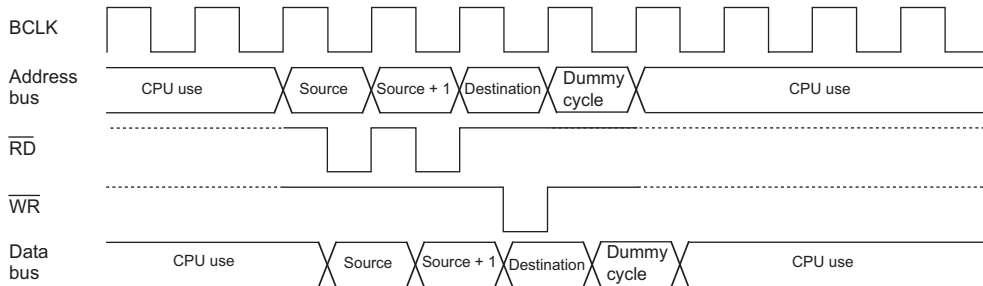 BCLK
Address bus
CPU use
Source
Source + 1
Destination
Dummy cycle
CPU use
RD
WR
Data bus
CPU use
Source
Source + 1
Destination
Dummy cycle
CPU use